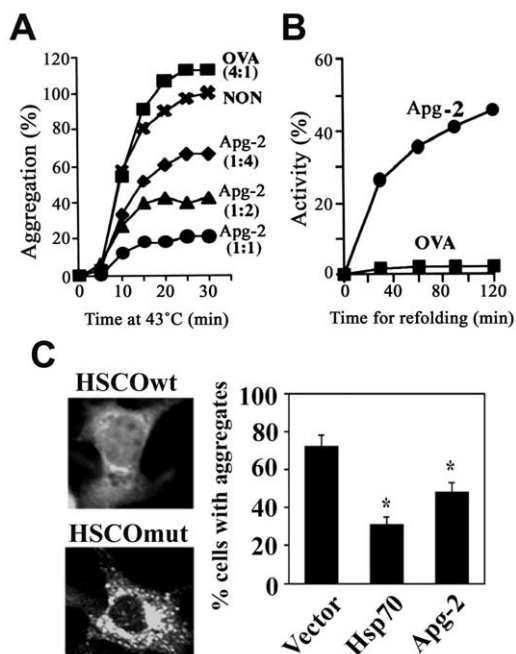 A
Aggregation (%)
120
100
80
60
40
20
0
0
10
20
30
Time at 43°C (min)
OVA
(4:1)
NON
Apg-2
(1:4)
Apg-2
(1:2)
Apg-2
(1:1)
B
Activity (%)
60
40
20
0
0
40
80
120
Time for refolding (min)
Apg-2
OVA
C
HSCOwt
HSCOmut
% cells with aggregates
100
80
60
40
20
0
*
*
Vector
Hsp70
Apg-2